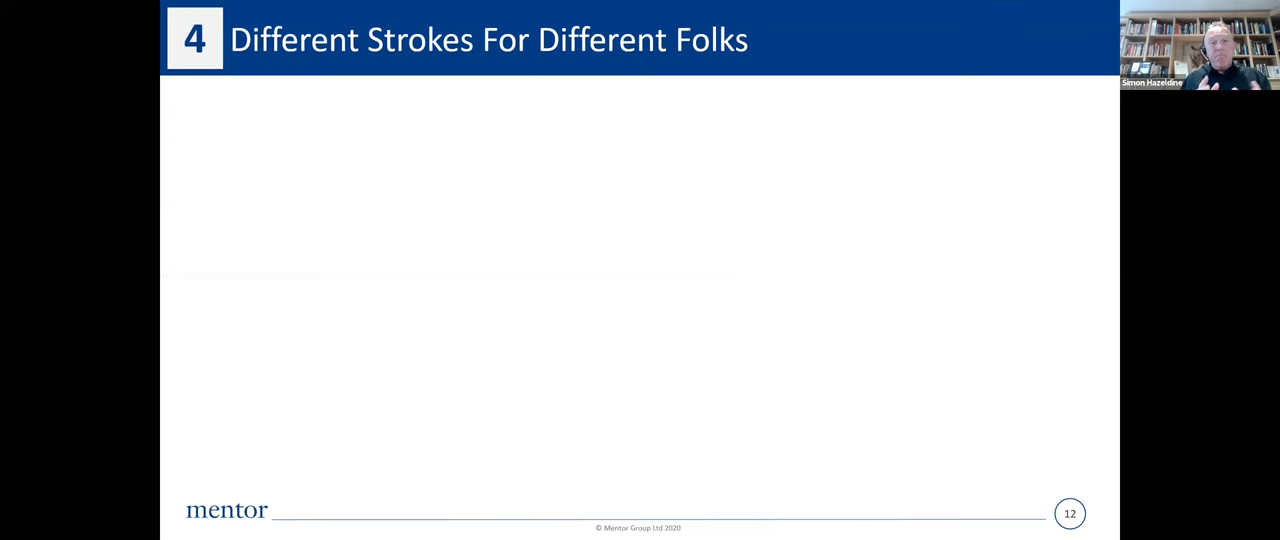 4 Different Strokes For Different Folks
Simon Hazeldine
mentor
© Mentor Group Ltd 2020
12